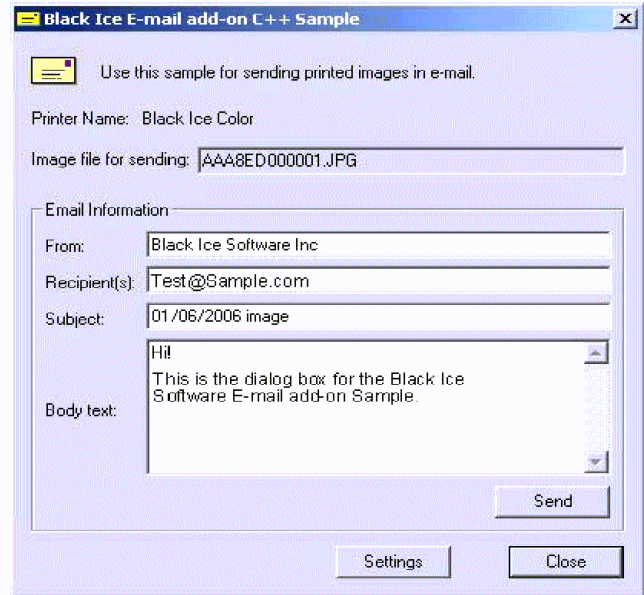 Black Ice E-mail add-on C++ Sample
Use this sample for sending printed images in e-mail.
Printer Name: Black Ice Color
Image file for sending: AAA8ED000001.JPG
Email Information
From: Black Ice Software Inc
Recipient(s): Test@Sample.com
Subject: 01/06/2006 image
Body text: Hi!
This is the dialog box for the Black Ice
Software E-mail add-on Sample.
Send
Settings Close